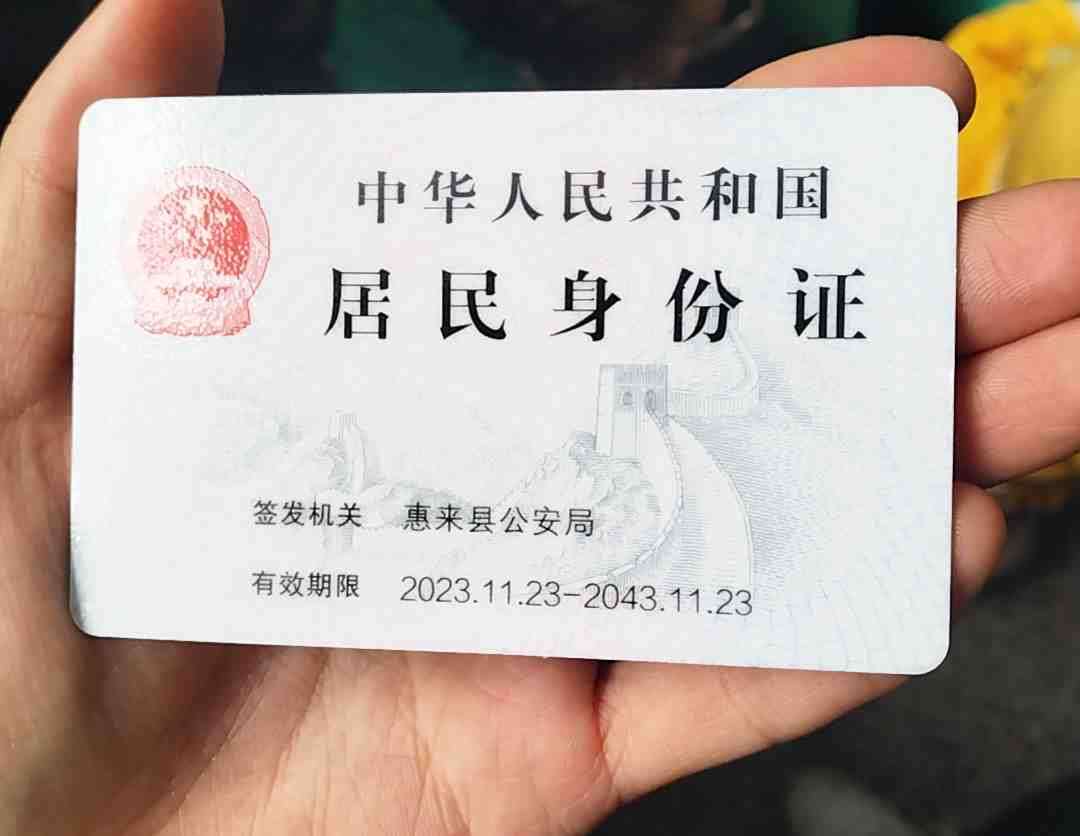 中华人民共和国
居民身份证
签发机关 惠来县公安局
有效期限 2023.11.23-2043.11.23